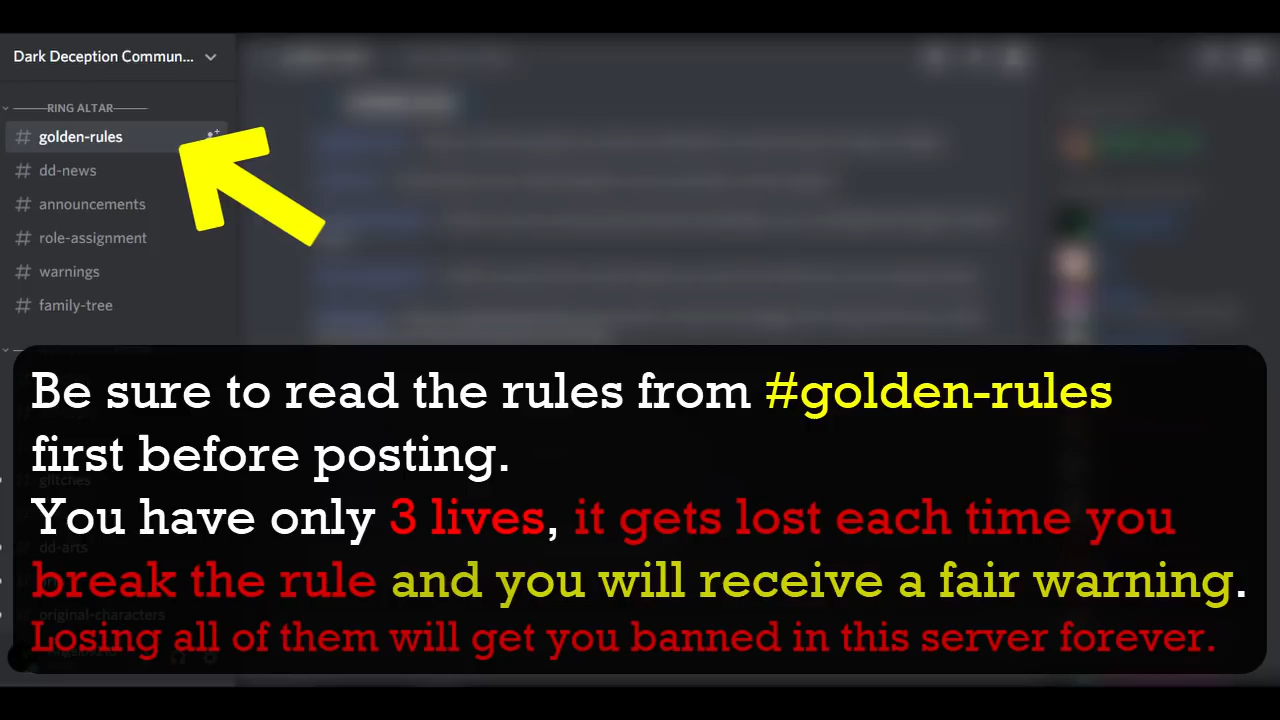 Dark Deception Commun...
RING ALTAR
# golden-rules
# dd-news
# announcements
# role-assignment
# warnings
# family-tree
Be sure to read the rules from #golden-rules
first before posting.
You have only 3 lives, it gets lost each time you
break the rule and you will receive a fair warning.
Losing all of them will get you banned in this server forever.
glitches
dd-arts
original-characters